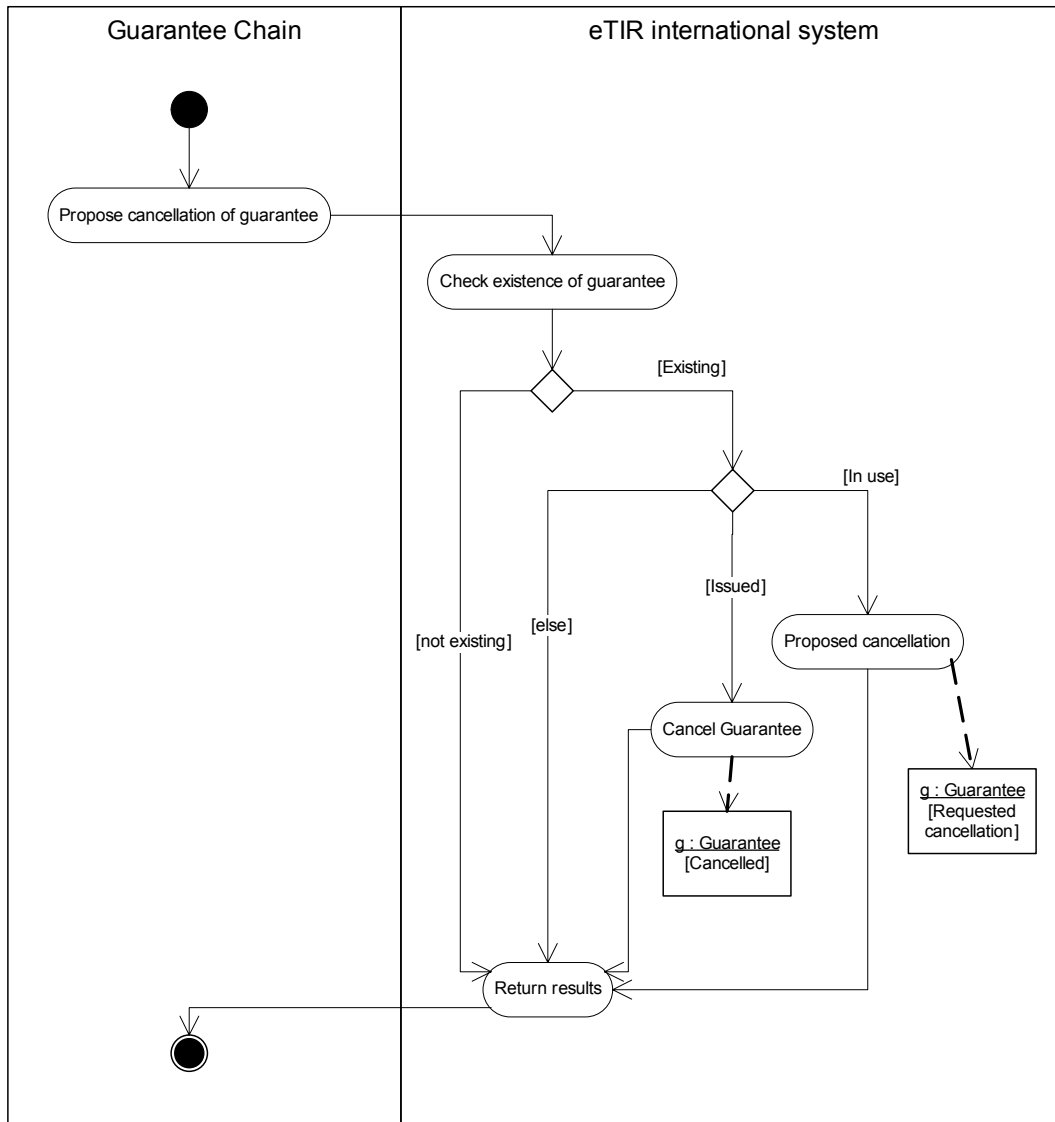 Guarantee Chain
eTIR international system
Propose cancellation of guarantee
Check existence of guarantee
[Existing]
[In use]
[Issued]
[else]
[not existing]
Proposed cancellation
Cancel Guarantee
g : Guarantee
[Requested
cancellation]
g : Guarantee
[Cancelled]
Return results